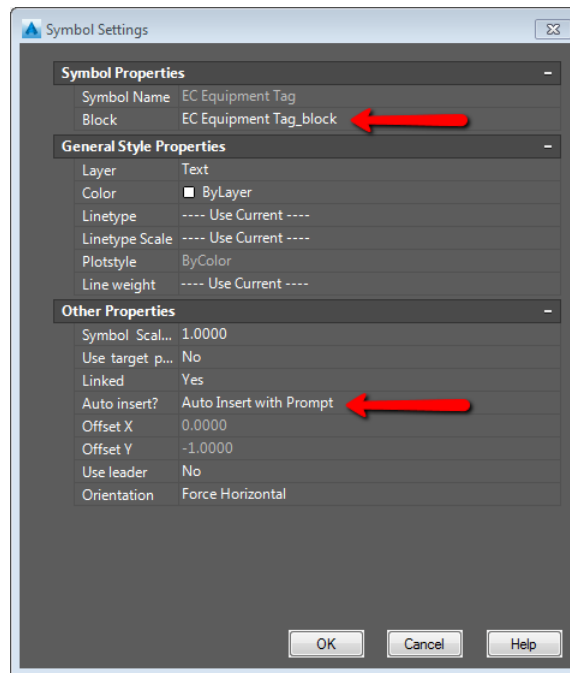 Symbol Settings
Symbol Properties –
Symbol Name EC Equipment Tag
Block EC Equipment Tag_block
General Style Properties –
Layer Text
Color ByLayer
Linetype ---- Use Current ----
Linetype Scale ---- Use Current ----
Plotstyle ByColor
Line weight ---- Use Current ----
Other Properties –
Symbol Scal... 1.0000
Use target p... No
Linked Yes
Auto insert? Auto Insert with Prompt
Offset X 0.0000
Offset Y -1.0000
Use leader No
Orientation Force Horizontal
OK Cancel Help